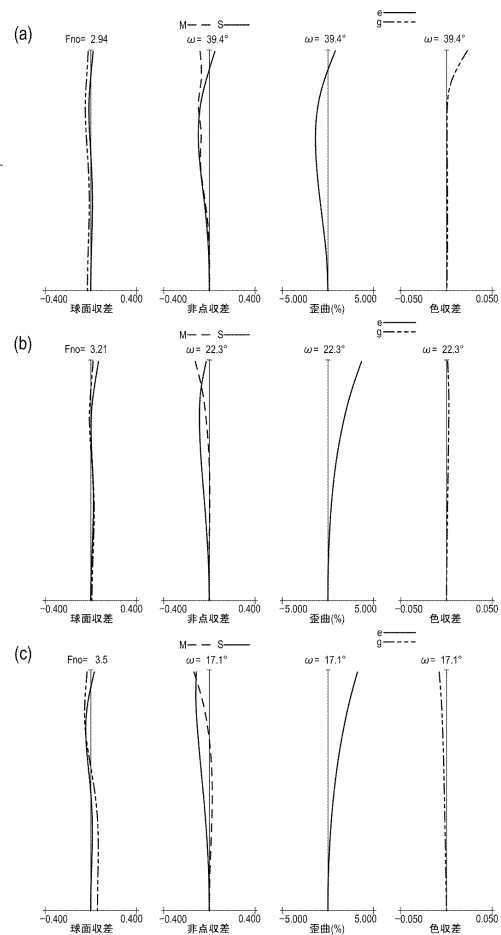 (a)
e
M S g
Fno= 2.94 ω= 39.4° ω= 39.4° ω= 39.4°
-0.400 0.400 -0.400 0.400 -5.000 5.000 -0.050 0.050
球面収差 非点収差 歪曲(%) 色収差
(b)
e
M S g
Fno= 3.21 ω= 22.3° ω= 22.3° ω= 22.3°
-0.400 0.400 -0.400 0.400 -5.000 5.000 -0.050 0.050
球面収差 非点収差 歪曲(%) 色収差
(c)
e
M S g
Fno= 3.5 ω= 17.1° ω= 17.1° ω= 17.1°
-0.400 0.400 -0.400 0.400 -5.000 5.000 -0.050 0.050
球面収差 非点収差 歪曲(%) 色収差